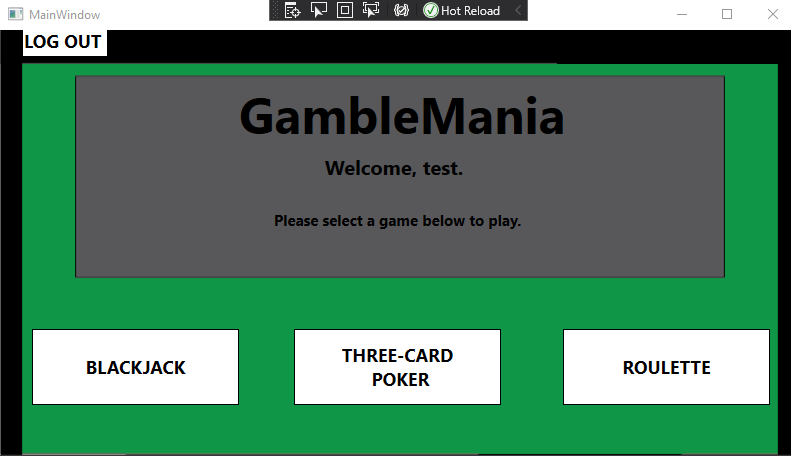 MainWindow
Hot Reload
LOG OUT
GambleMania
Welcome, test.
Please select a game below to play.
BLACKJACK
THREE-CARD
POKER
ROULETTE